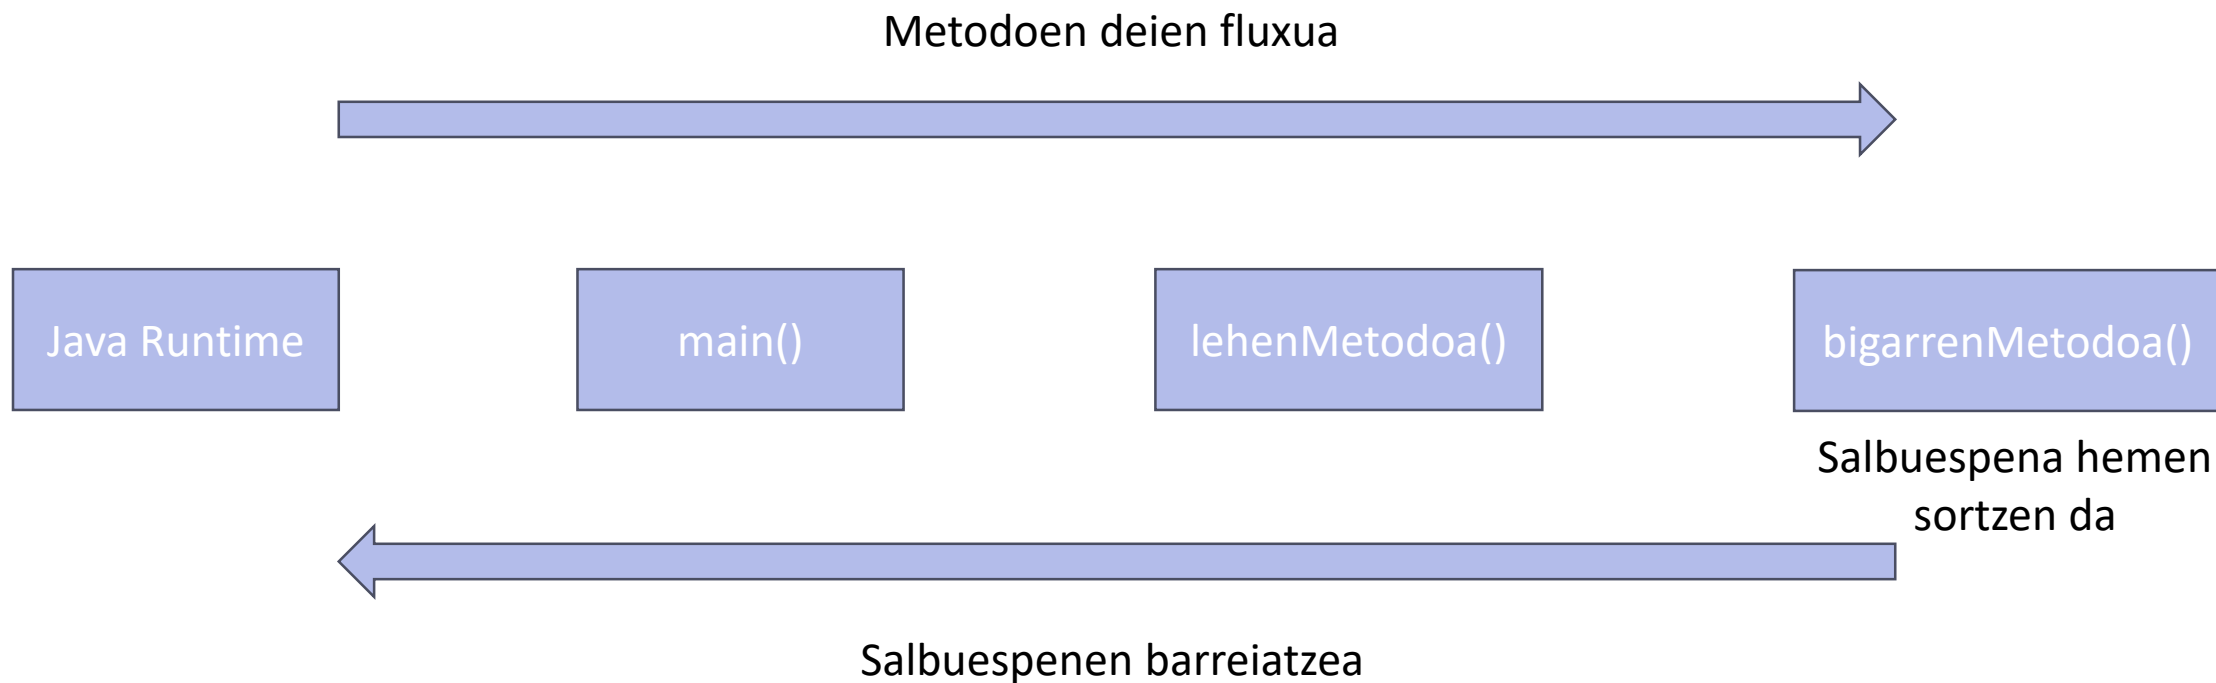 Metodoen deien fluxua
Java Runtime
main()
lehenMetodoa()
bigarrenMetodoa()
Salbuespena hemen
sortzen da
Salbuespenen barreiatzea